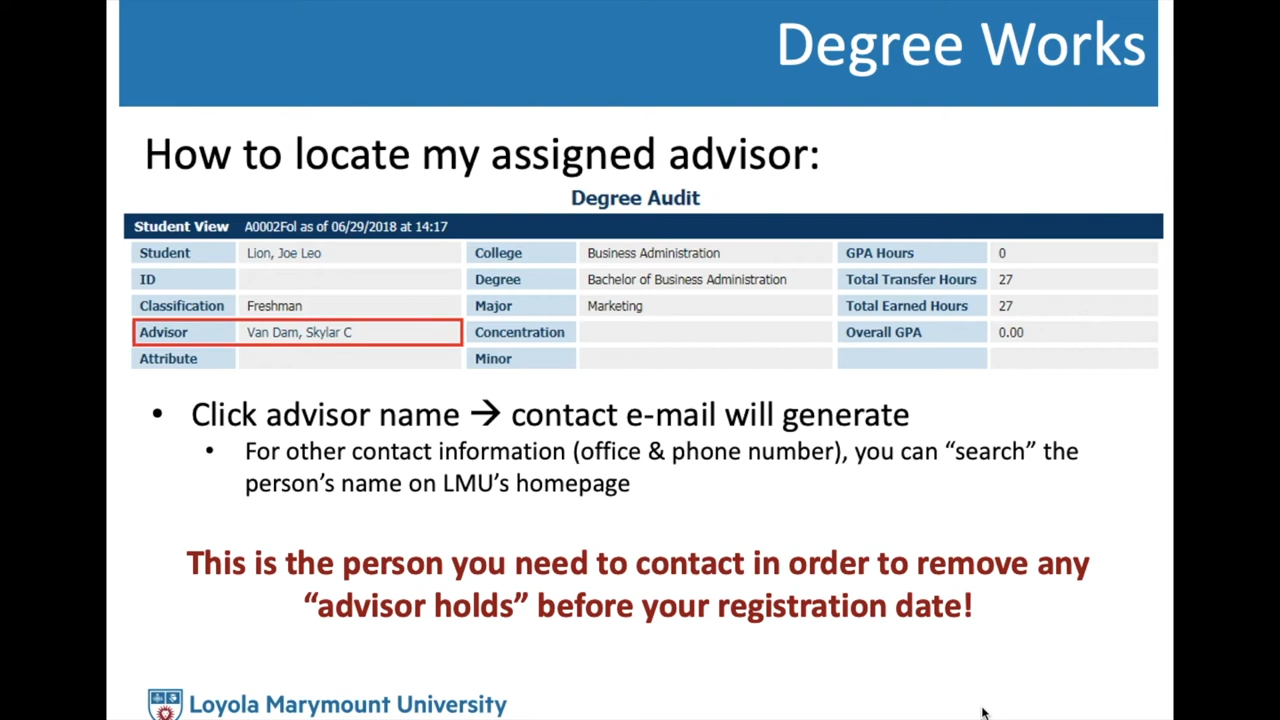 Degree Works
How to locate my assigned advisor:
Degree Audit
Student View A0002Fol as of 06/29/2018 at 14:17
Student Lion, Joe Leo College Business Administration GPA Hours 0
ID Degree Bachelor of Business Administration Total Transfer Hours 27
Classification Freshman Major Marketing Total Earned Hours 27
Advisor Van Dam, Skylar C Concentration Overall GPA 0.00
Attribute Minor
• Click advisor name → contact e-mail will generate
• For other contact information (office & phone number), you can “search” the
person’s name on LMU’s homepage
This is the person you need to contact in order to remove any
“advisor holds” before your registration date!
Loyola Marymount University